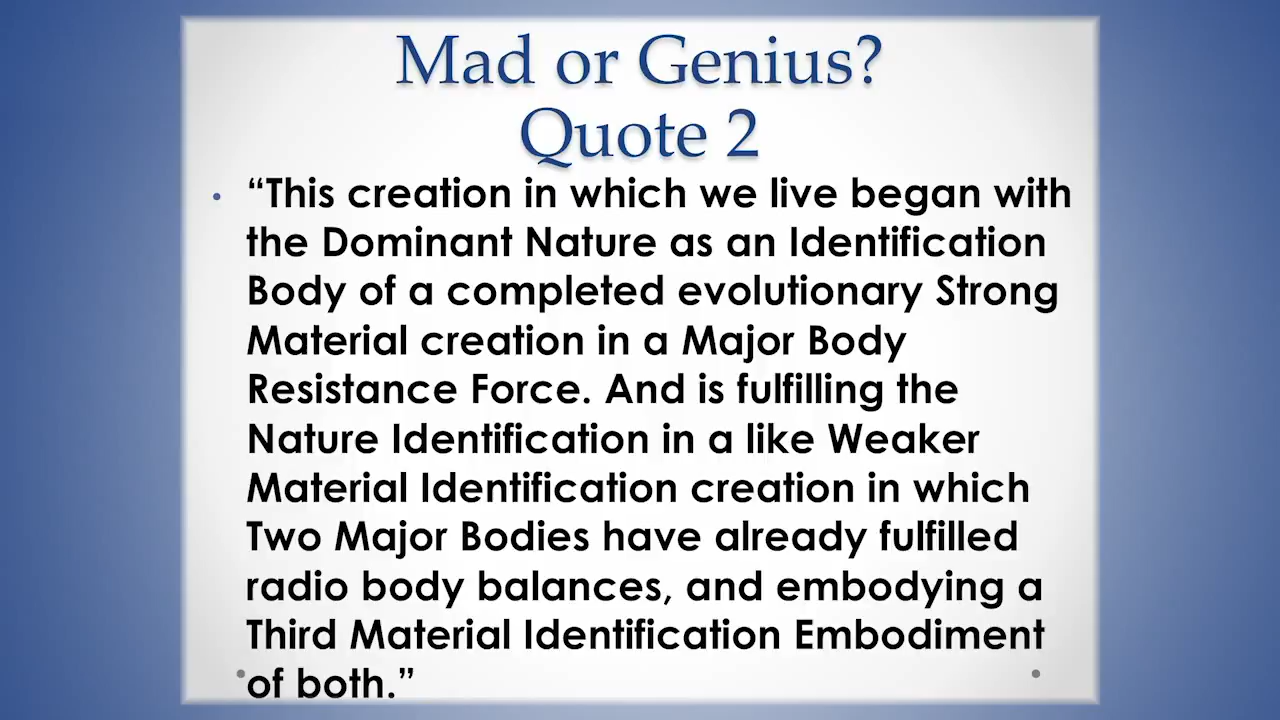 Mad or Genius?
Quote 2
• “This creation in which we live began with
the Dominant Nature as an Identification
Body of a completed evolutionary Strong
Material creation in a Major Body
Resistance Force. And is fulfilling the
Nature Identification in a like Weaker
Material Identification creation in which
Two Major Bodies have already fulfilled
radio body balances, and embodying a
Third Material Identification Embodiment
of both.”